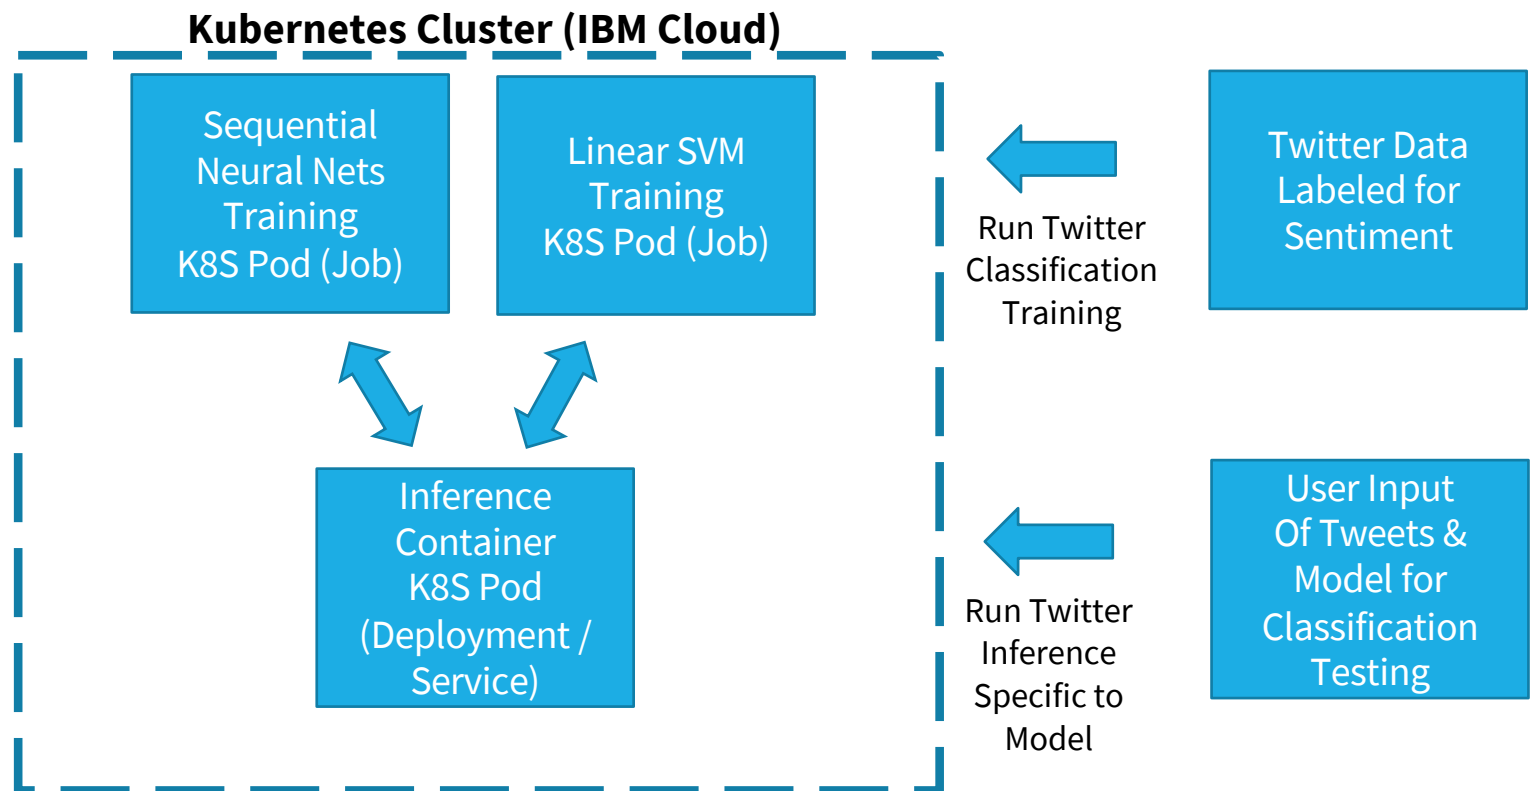 Kubernetes Cluster (IBM Cloud)
Sequential
Neural Nets
Training
K8S Pod (Job)
Linear SVM
Training
K8S Pod (Job)
Run Twitter
Classification
Training
Twitter Data
Labeled for
Sentiment
Inference
Container
K8S Pod
(Deployment /
Service)
Run Twitter
Inference
Specific to
Model
User Input
Of Tweets &
Model for
Classification
Testing